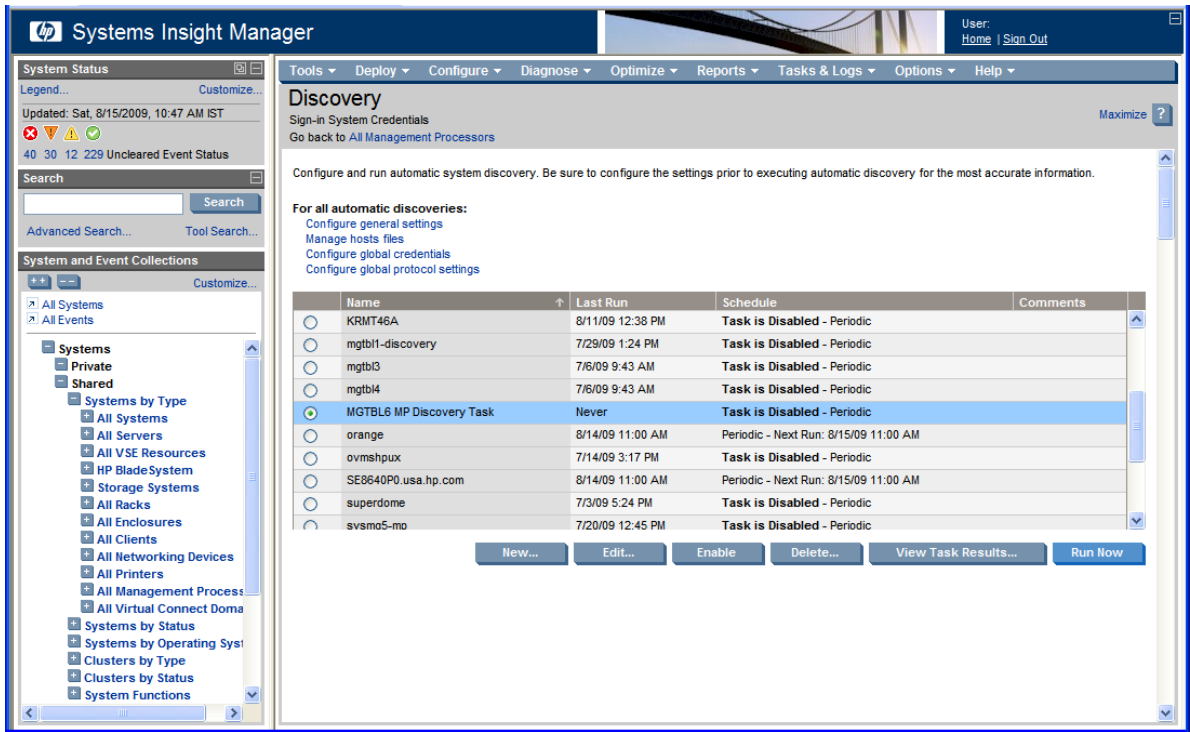 hp Systems Insight Manager
User:
Home | Sign Out
System Status
Legend... Customize...
Updated: Sat, 8/15/2009, 10:47 AM IST
40 30 12 229 Uncleared Event Status
Search
Search
Advanced Search... Tool Search...
System and Event Collections
Customize...
All Systems
All Events
Systems
Private
Shared
Systems by Type
All Systems
All Servers
All VSE Resources
HP BladeSystem
Storage Systems
All Racks
All Enclosures
All Clients
All Networking Devices
All Printers
All Management Process
All Virtual Connect Doma
Systems by Status
Systems by Operating Syst
Clusters by Type
Clusters by Status
System Functions
Tools Deploy Configure Diagnose Optimize Reports Tasks & Logs Options Help
Discovery
Sign-in System Credentials
Go back to All Management Processors
Maximize ?
Configure and run automatic system discovery. Be sure to configure the settings prior to executing automatic discovery for the most accurate information.
For all automatic discoveries:
Configure general settings
Manage hosts files
Configure global credentials
Configure global protocol settings
Name Last Run Schedule Comments
KRMT46A 8/11/09 12:38 PM Task is Disabled - Periodic
mgtbl1-discovery 7/29/09 1:24 PM Task is Disabled - Periodic
mgtbl3 7/6/09 9:43 AM Task is Disabled - Periodic
mgtbl4 7/6/09 9:43 AM Task is Disabled - Periodic
MGTBL6 MP Discovery Task Never Task is Disabled - Periodic
orange 8/14/09 11:00 AM Periodic - Next Run: 8/15/09 11:00 AM
ovmshpux 7/14/09 3:17 PM Task is Disabled - Periodic
SE8640P0.usa.hp.com 8/14/09 11:00 AM Periodic - Next Run: 8/15/09 11:00 AM
superdome 7/3/09 5:24 PM Task is Disabled - Periodic
sysmg5-mp 7/20/09 12:45 PM Task is Disabled - Periodic
New... Edit... Enable Delete... View Task Results... Run Now